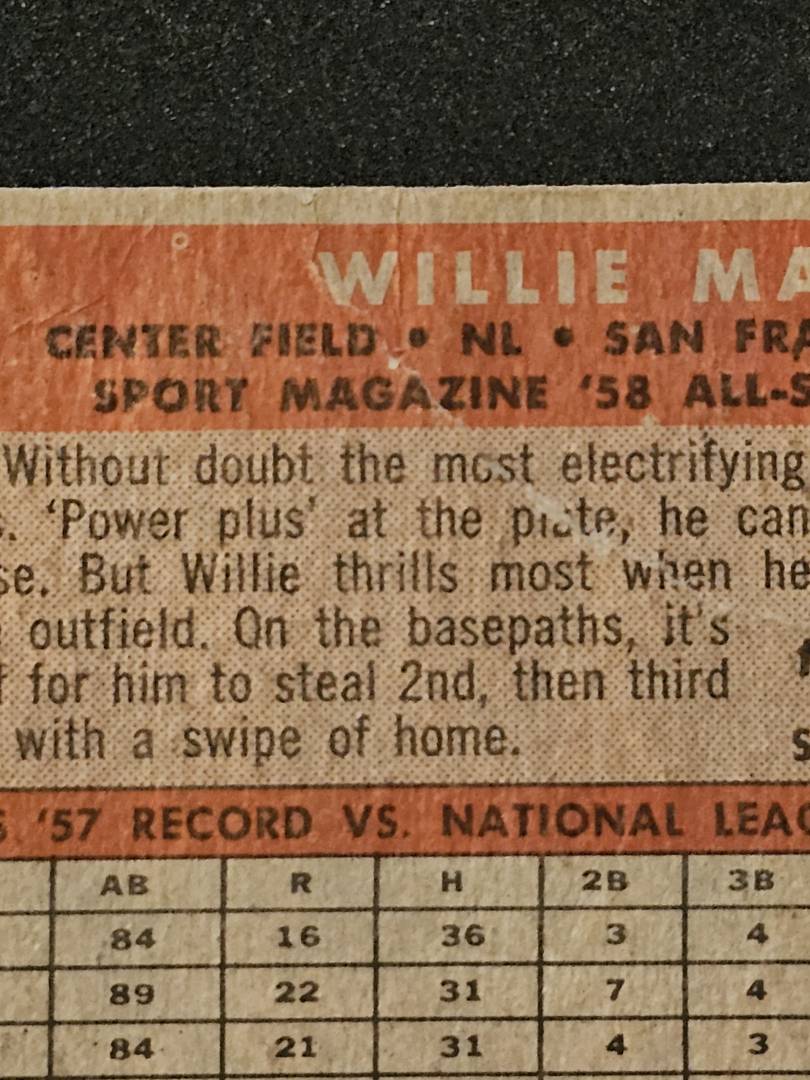 WILLIE MA
CENTER FIELD • NL • SAN FRA
SPORT MAGAZINE '58 ALL-S
Without doubt the most electrifying
s. 'Power plus' at the plate, he can
se. But Willie thrills most when he
outfield. On the basepaths, it's
for him to steal 2nd, then third
with a swipe of home.
S. '57 RECORD VS. NATIONAL LEAG
AB R H 2B 3B
84 16 36 3 4
89 22 31 7 4
84 21 31 4 3